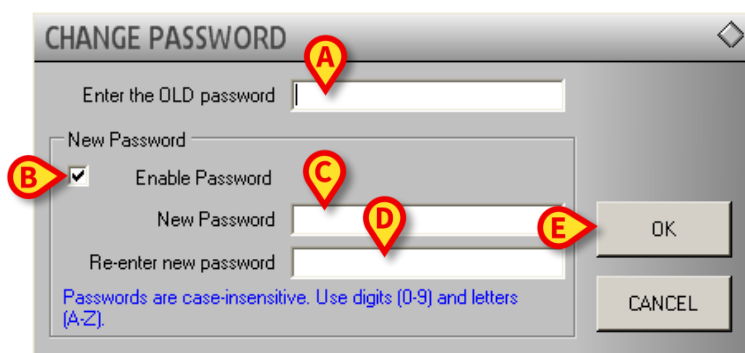 CHANGE PASSWORD
A
Enter the OLD password
New Password
B
Enable Password
C
New Password
D
E
OK
Re-enter new password
Passwords are case-insensitive. Use digits (0-9) and letters
(A-Z).
CANCEL